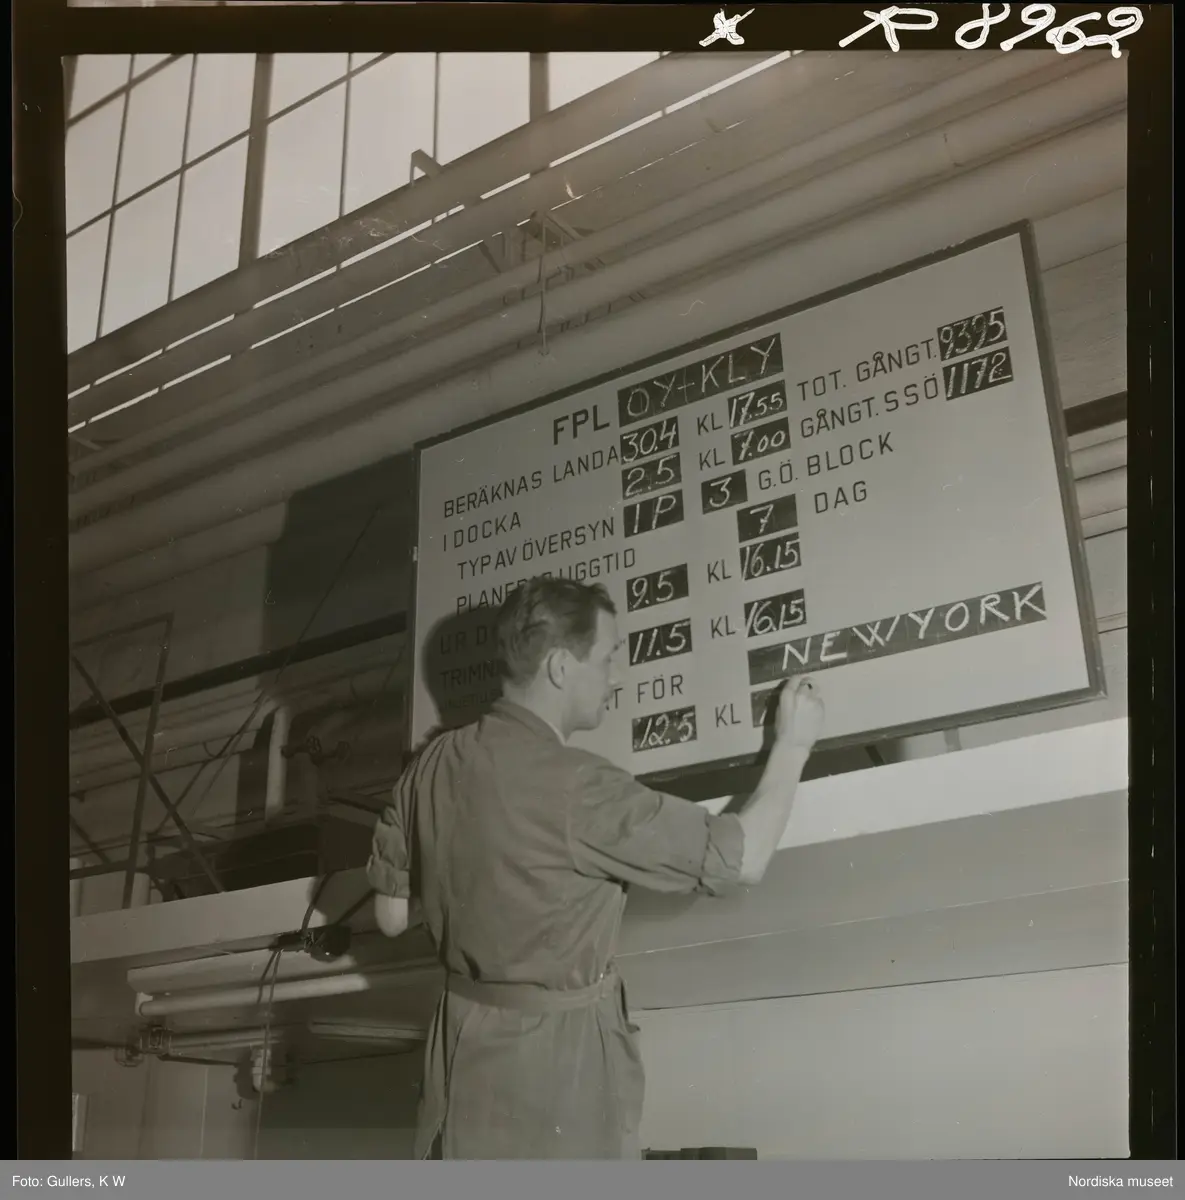 R8969
FPL OY-KLY TOT. GÅNGT. 9395
BERÄKNAS LANDA 30.4 KL 17.55 GÅNGT. SSÖ 1172
I DOCKA 2.5 KL 7.00
TYP AV ÖVERSYN 1P 3 G.Ö. BLOCK
7 DAG
9.5 KL 16.15
11.5 KL 16.15
FÖR NEWYORK
12.5 KL
Foto: Gullers, K W
Nordiska museet